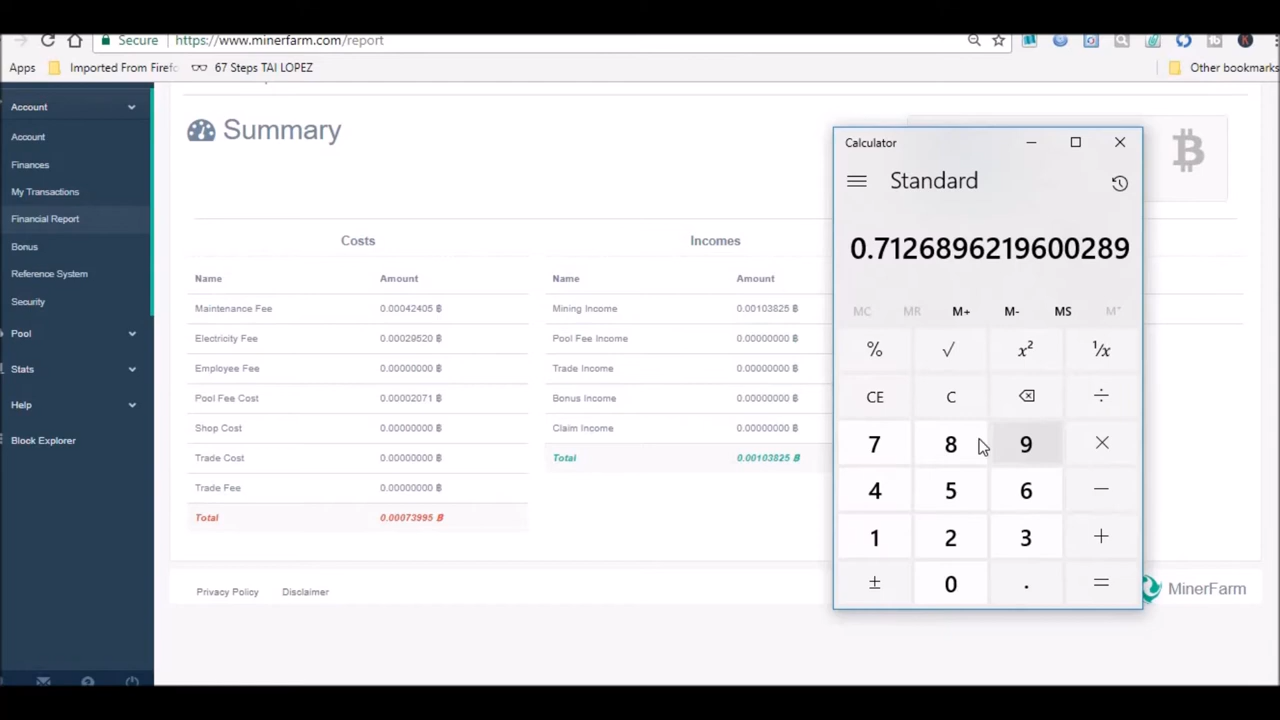 Secure https://www.minerfarm.com/report
Apps Imported From Firefo 67 Steps TAI LOPEZ Other bookmarks
Account
Account
Finances
My Transactions
Financial Report
Bonus
Reference System
Security
Pool
Stats
Help
Block Explorer
Summary
Costs
Name Amount
Maintenance Fee 0.00042405 ฿
Electricity Fee 0.00029520 ฿
Employee Fee 0.00000000 ฿
Pool Fee Cost 0.00002071 ฿
Shop Cost 0.00000000 ฿
Trade Cost 0.00000000 ฿
Trade Fee 0.00000000 ฿
Total 0.00073995 ฿
Incomes
Name Amount
Mining Income 0.00103825 ฿
Pool Fee Income 0.00000000 ฿
Trade Income 0.00000000 ฿
Bonus Income 0.00000000 ฿
Claim Income 0.00000000 ฿
Total 0.00103825 ฿
Calculator
Standard
0.7126896219600289
MC MR M+ M- MS M˅
% √ x² ¹/x
CE C ÷
7 8 9 ×
4 5 6 −
1 2 3 +
± 0 . =
Privacy Policy Disclaimer
MinerFarm